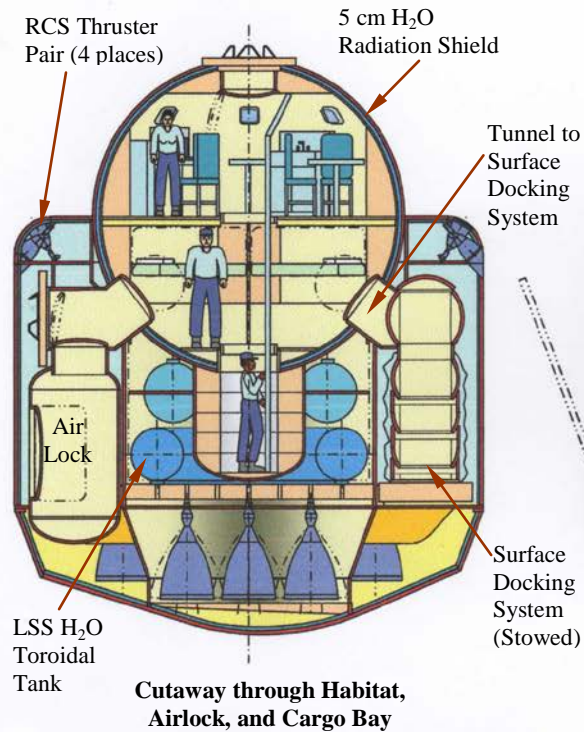 RCS Thruster
Pair (4 places)
5 cm H₂O
Radiation Shield
Tunnel to
Surface
Docking
System
Air
Lock
LSS H₂O
Toroidal
Tank
Surface
Docking
System
(Stowed)
Cutaway through Habitat,
Airlock, and Cargo Bay